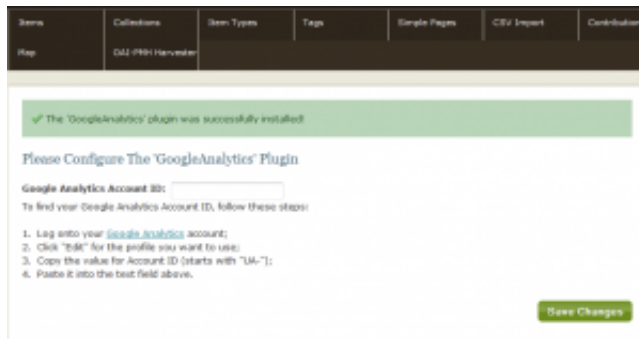 Items Collections Item Types Tags Simple Pages CSV Import Contribution
Map OAI-PMH Harvester
✓ The 'GoogleAnalytics' plugin was successfully installed!
Please Configure The 'GoogleAnalytics' Plugin
Google Analytics Account ID:
To find your Google Analytics Account ID, follow these steps:
1. Log onto your Google Analytics account;
2. Click "Edit" for the profile you want to use;
3. Copy the value for Account ID (starts with "UA-");
4. Paste it into the text field above.
Save Changes